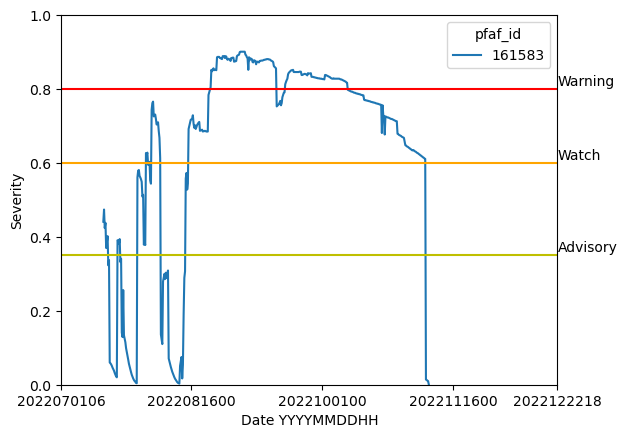 pfaf_id
161583
1.0
0.8
0.6
0.4
0.2
0.0
Severity
Warning
Watch
Advisory
2022070106 2022081600 2022100100 2022111600 2022122218
Date YYYYMMDDHH